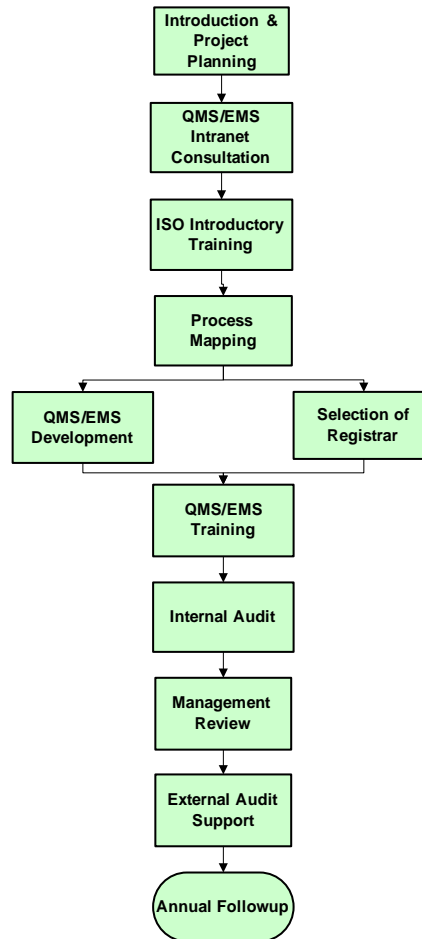 Introduction &
Project
Planning
QMS/EMS
Intranet
Consultation
ISO Introductory
Training
Process
Mapping
QMS/EMS
Development
Selection of
Registrar
QMS/EMS
Training
Internal Audit
Management
Review
External Audit
Support
Annual Followup